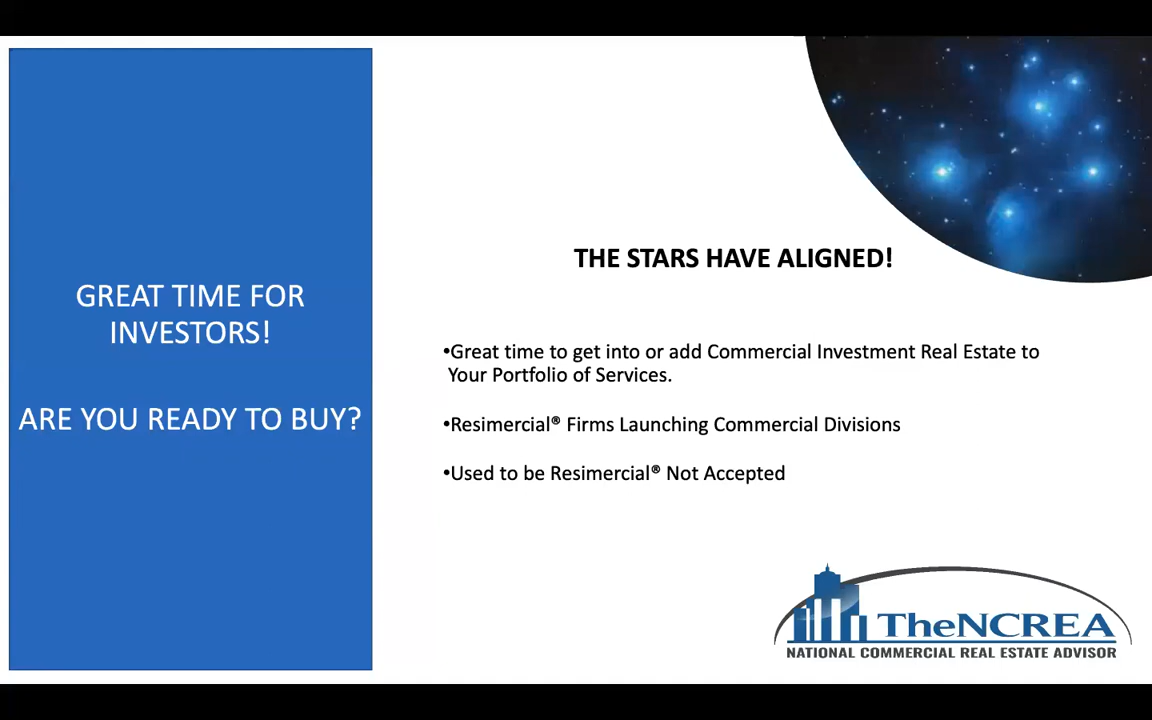 GREAT TIME FOR
INVESTORS!
ARE YOU READY TO BUY?
THE STARS HAVE ALIGNED!
•Great time to get into or add Commercial Investment Real Estate to
Your Portfolio of Services.
•Resimercial® Firms Launching Commercial Divisions
•Used to be Resimercial® Not Accepted
TheNCREA
NATIONAL COMMERCIAL REAL ESTATE ADVISOR